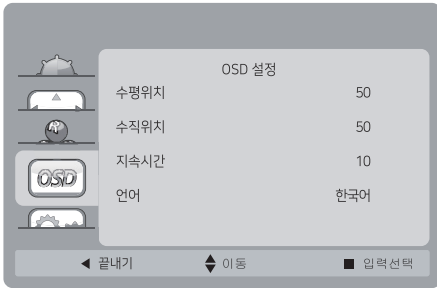 OSD 설정
수평위치 50
수직위치 50
지속시간 10
언어 한국어
OSD
◀ 끝내기 ◆ 이동 ■ 입력선택